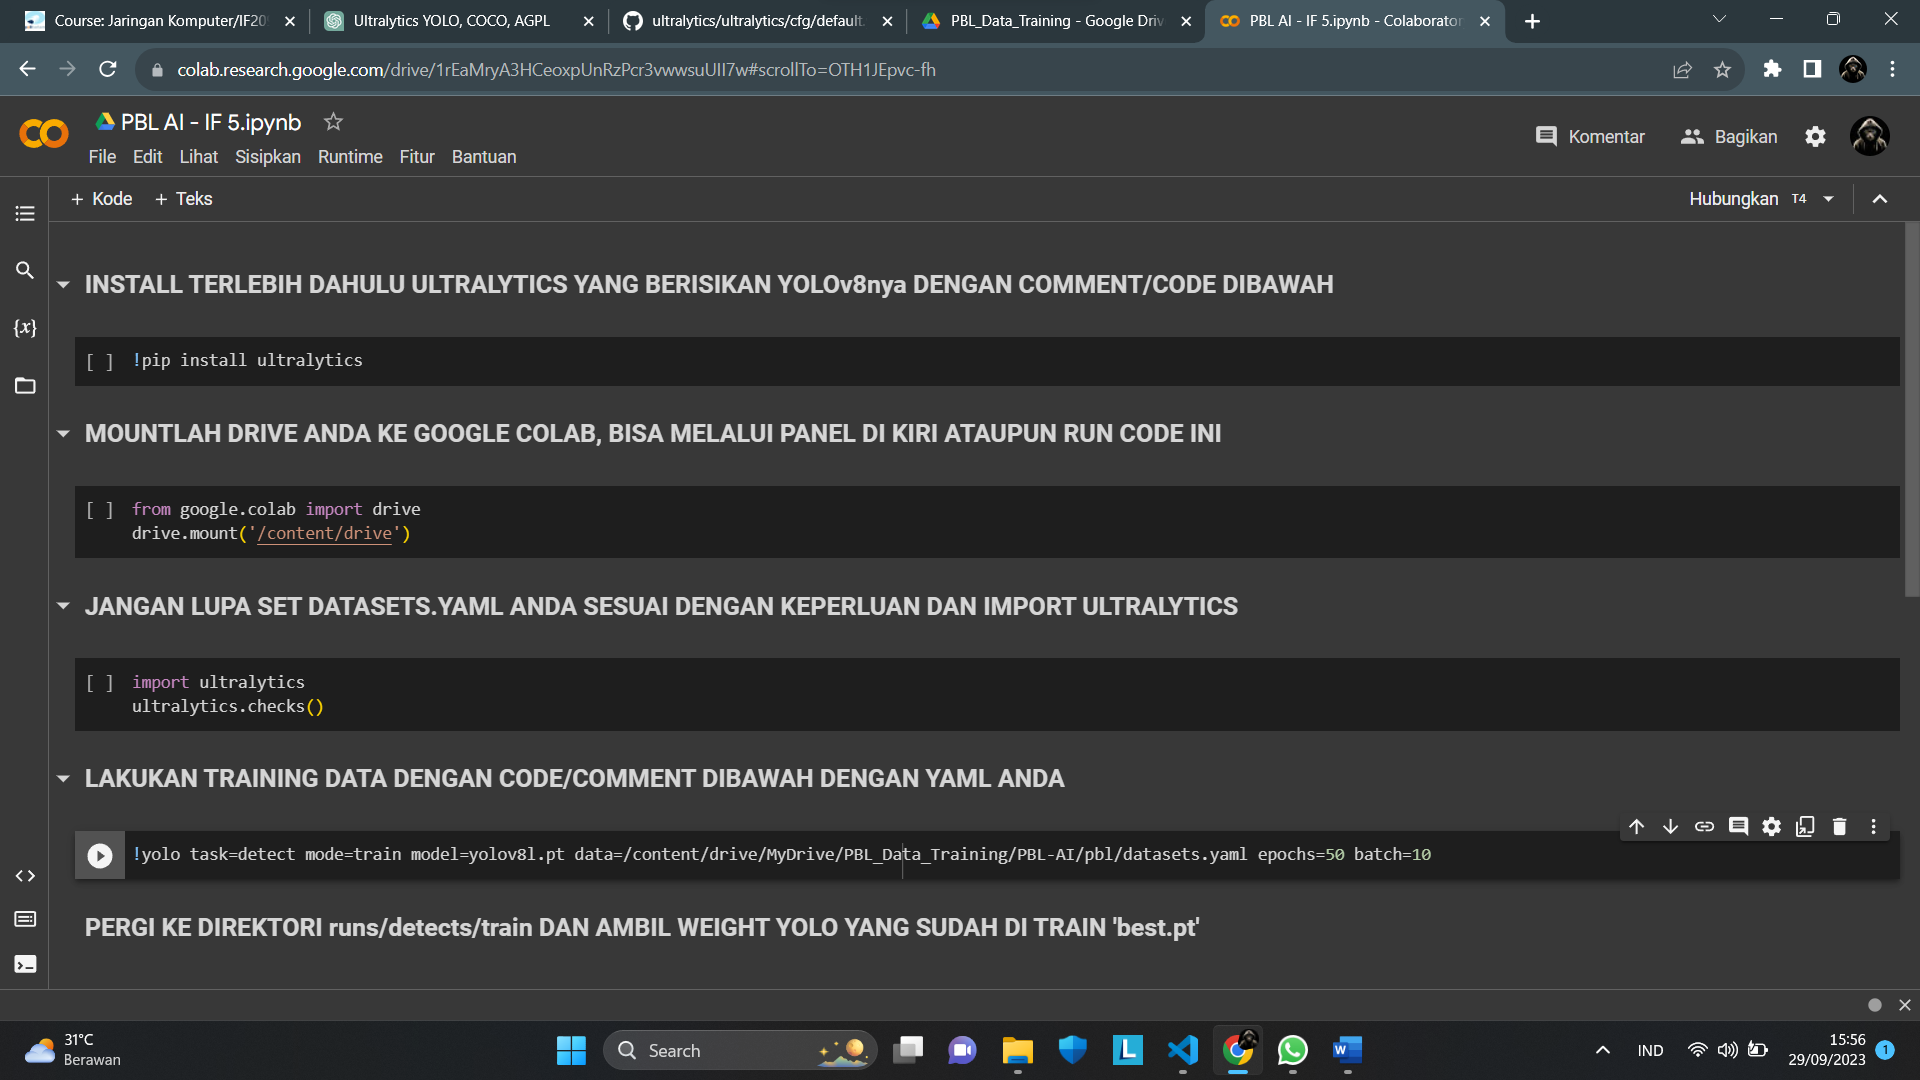 Course: Jaringan Komputer/IF20
Ultralytics YOLO, COCO, AGPL
ultralytics/ultralytics/cfg/default.
PBL_Data_Training - Google Driv
PBL AI - IF 5.ipynb - Colaborator
colab.research.google.com/drive/1rEaMryA3HCeoxpUnRzPcr3vwwsuUII7w#scrollTo=OTH1JEpvc-fh
PBL AI - IF 5.ipynb
File Edit Lihat Sisipkan Runtime Fitur Bantuan
Komentar Bagikan
+ Kode + Teks
Hubungkan T4
INSTALL TERLEBIH DAHULU ULTRALYTICS YANG BERISIKAN YOLOv8nya DENGAN COMMENT/CODE DIBAWAH
[ ] !pip install ultralytics
MOUNTLAH DRIVE ANDA KE GOOGLE COLAB, BISA MELALUI PANEL DI KIRI ATAUPUN RUN CODE INI
[ ] from google.colab import drive
drive.mount('/content/drive')
JANGAN LUPA SET DATASETS.YAML ANDA SESUAI DENGAN KEPERLUAN DAN IMPORT ULTRALYTICS
[ ] import ultralytics
ultralytics.checks()
LAKUKAN TRAINING DATA DENGAN CODE/COMMENT DIBAWAH DENGAN YAML ANDA
!yolo task=detect mode=train model=yolov8l.pt data=/content/drive/MyDrive/PBL_Data_Training/PBL-AI/pbl/datasets.yaml epochs=50 batch=10
PERGI KE DIREKTORI runs/detects/train DAN AMBIL WEIGHT YOLO YANG SUDAH DI TRAIN 'best.pt'
31°C
Berawan
Search
IND
15:56
29/09/2023
1